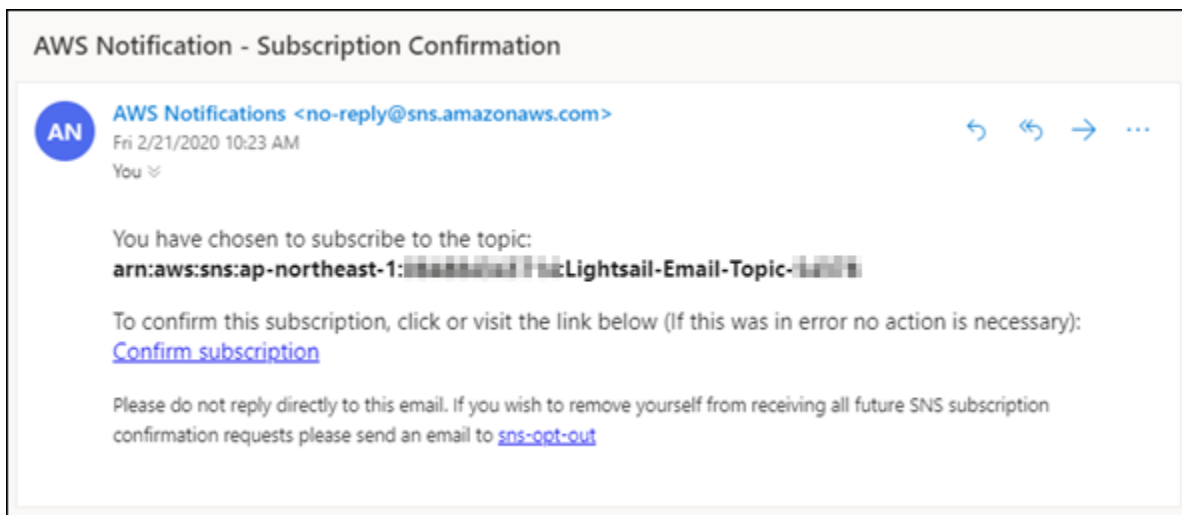 AWS Notification - Subscription Confirmation
AN
AWS Notifications <no-reply@sns.amazonaws.com>
Fri 2/21/2020 10:23 AM
You
You have chosen to subscribe to the topic:
arn:aws:sns:ap-northeast-1: :Lightsail-Email-Topic-
To confirm this subscription, click or visit the link below (If this was in error no action is necessary):
Confirm subscription
Please do not reply directly to this email. If you wish to remove yourself from receiving all future SNS subscription
confirmation requests please send an email to sns-opt-out